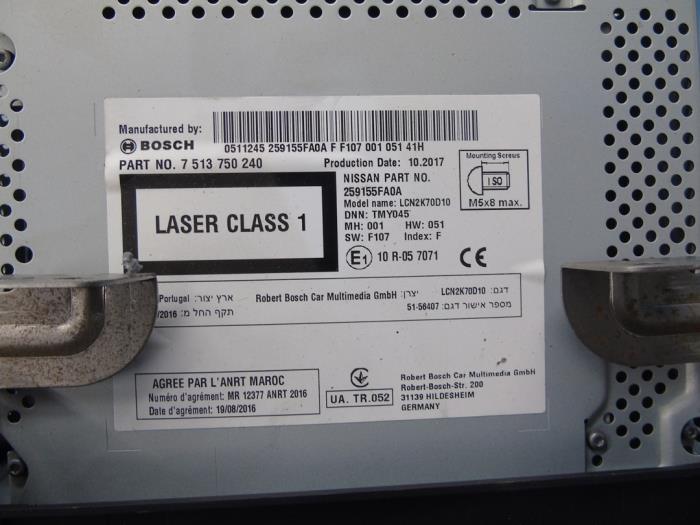 Manufactured by:
BOSCH
0511245 259155FA0A F F107 001 051 41H
PART NO. 7 513 750 240
Production Date: 10.2017
LASER CLASS 1
NISSAN PART NO.
259155FA0A
Model name: LCN2K70D10
DNN: TMY045
MH: 001 HW: 051
SW: F107 Index: F
E1 10 R-05 7071
CE
Mounting Screws
ISO
M5x8 max.
דגם: LCN2K70D10 יצרן: Robert Bosch Car Multimedia GmbH ארץ יצור: Portugal
מספר אישור דגם: 51-56407 תקף החל מ: /2016
AGREE PAR L'ANRT MAROC
Numéro d'agrément: MR 12377 ANRT 2016
Date d'agrément: 19/08/2016
UA. TR.052
Robert Bosch Car Multimedia GmbH
Robert-Bosch-Str. 200
31139 HILDESHEIM
GERMANY